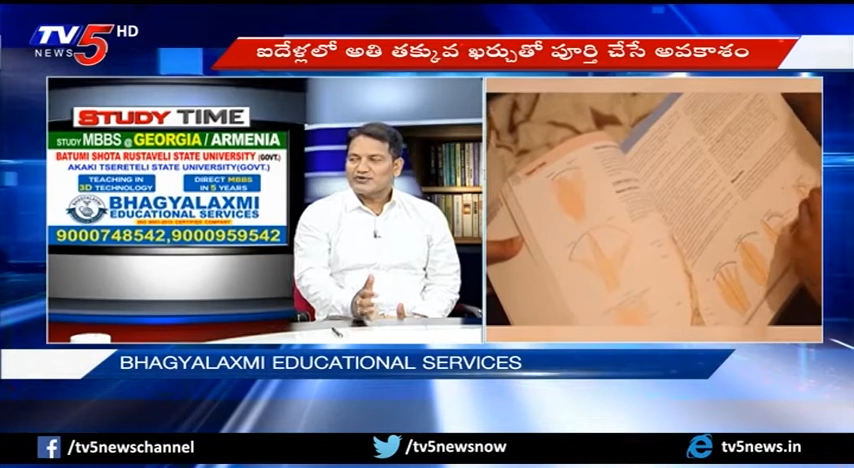 TV5 HD
NEWS
ఐదేళ్లలో అతి తక్కువ ఖర్చుతో పూర్తి చేసే అవకాశం
STUDY TIME
STUDY MBBS @ GEORGIA / ARMENIA
BATUMI SHOTA RUSTAVELI STATE UNIVERSITY (GOVT.)
AKAKI TSERETELI STATE UNIVERSITY(GOVT.)
TEACHING IN
3D TECHNOLOGY
DIRECT MBBS
IN 5 YEARS
BHAGYALAXMI
EDUCATIONAL SERVICES
9000748542,9000959542
BHAGYALAXMI EDUCATIONAL SERVICES
/tv5newschannel
/tv5newsnow
tv5news.in